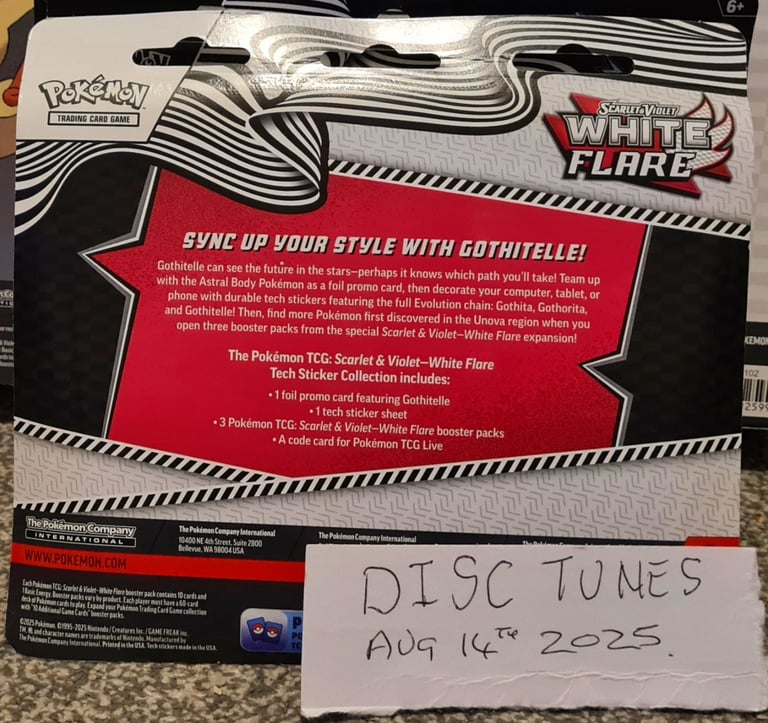 6+
POKéMON
TRADING CARD GAME
SCARLET & VIOLET
WHITE
FLARE
SYNC UP YOUR STYLE WITH GOTHITELLE!
Gothitelle can see the future in the stars—perhaps it knows which path you'll take! Team up
with the Astral Body Pokémon as a foil promo card, then decorate your computer, tablet, or
phone with durable tech stickers featuring the full Evolution chain: Gothita, Gothorita,
and Gothitelle! Then, find more Pokémon first discovered in the Unova region when you
open three booster packs from the special Scarlet & Violet—White Flare expansion!
The Pokémon TCG: Scarlet & Violet—White Flare
Tech Sticker Collection includes:
• 1 foil promo card featuring Gothitelle
• 1 tech sticker sheet
• 3 Pokémon TCG: Scarlet & Violet—White Flare booster packs
• A code card for Pokémon TCG Live
The Pokémon Company
INTERNATIONAL
WWW.POKEMON.COM
The Pokémon Company International
10400 NE 4th Street, Suite 2800
Bellevue, WA 98004 USA
The Pokémon Company International
Each Pokémon TCG: Scarlet & Violet—White Flare booster pack contains 10 cards and
1 Basic Energy. Booster packs vary by product. Each player must have a 60-card
deck of Pokémon cards to play. Expand your Pokémon Trading Card Game collection
with "10 Additional Game Cards" booster packs.
©2025 Pokémon. ©1995-2025 Nintendo / Creatures Inc. / GAME FREAK inc.
TM, ®, and character names are trademarks of Nintendo. Manufactured by
The Pokémon Company International. Printed in the USA. Tech stickers made in the USA.
DISC TUNES
AUG 14TH 2025.
102
2599